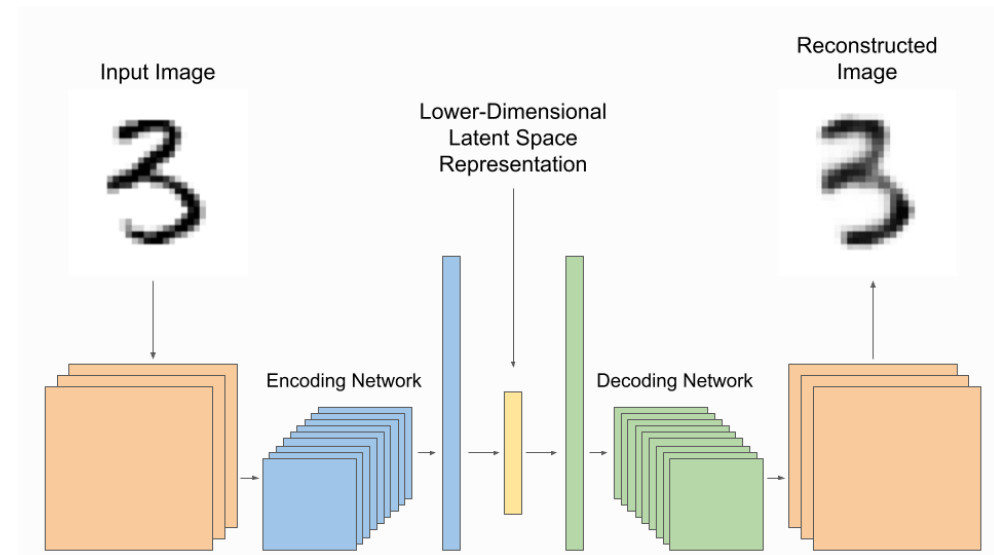 Input Image
Lower-Dimensional
Latent Space
Representation
Reconstructed
Image
Encoding Network
Decoding Network